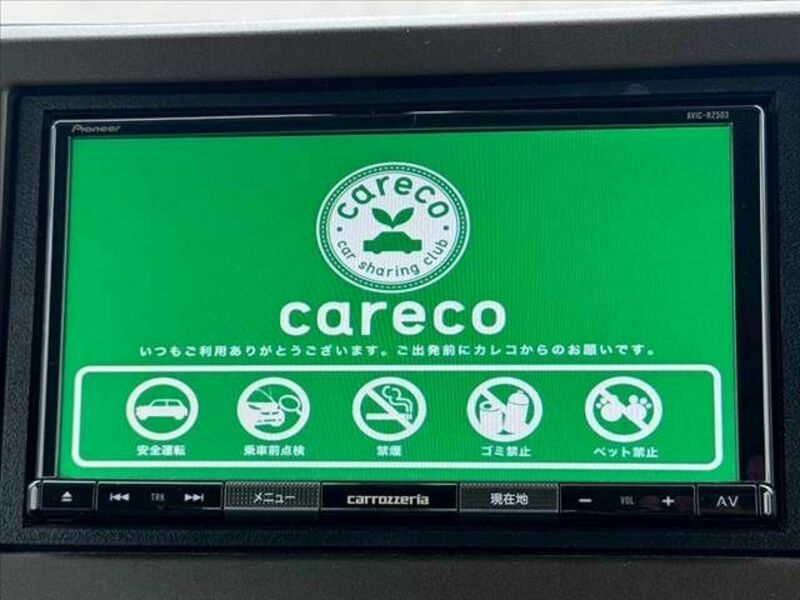 Pioneer
AVIC-RZ503
careco
car sharing club
careco
いつもご利用ありがとうございます。ご出発前にカレコからのお願いです。
安全運転 乗車前点検 禁煙 ゴミ禁止 ペット禁止
TRK メニュー carrozzeria 現在地 − VOL + AV